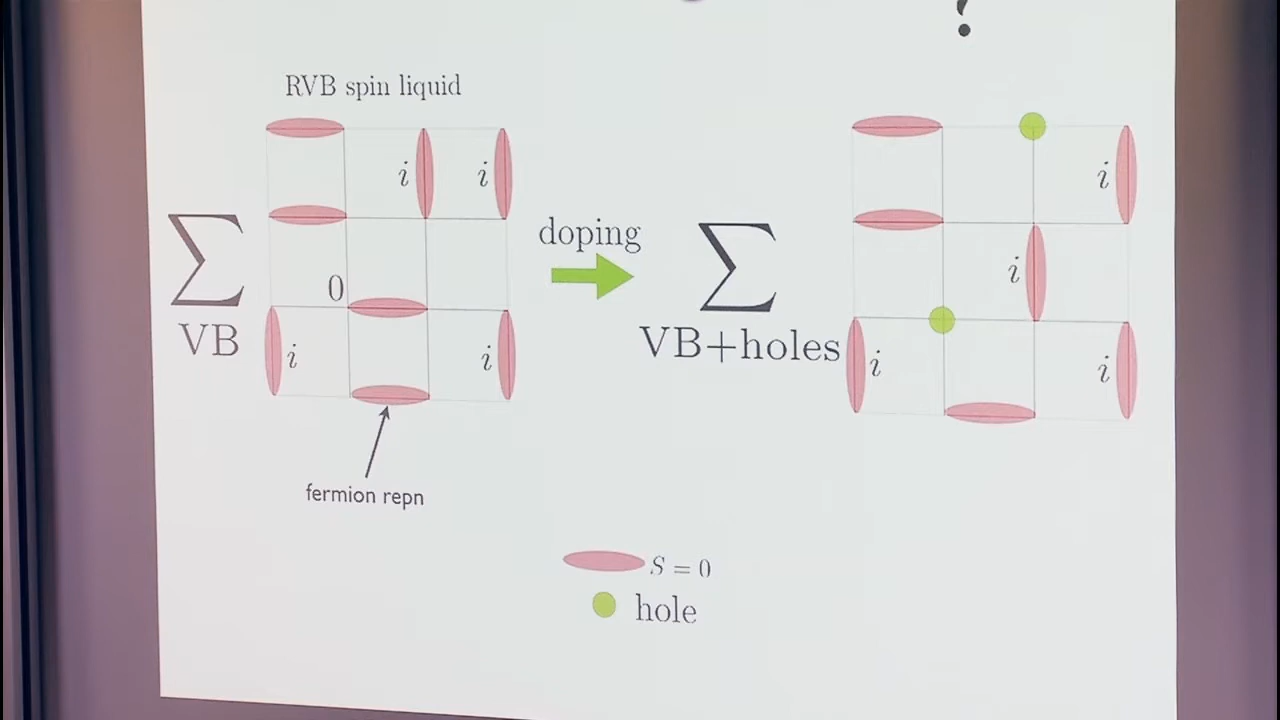 ?
RVB spin liquid
i
i
∑
VB
0
i
i
fermion repn
doping
∑
VB+holes
i
i
i
i
S = 0
hole